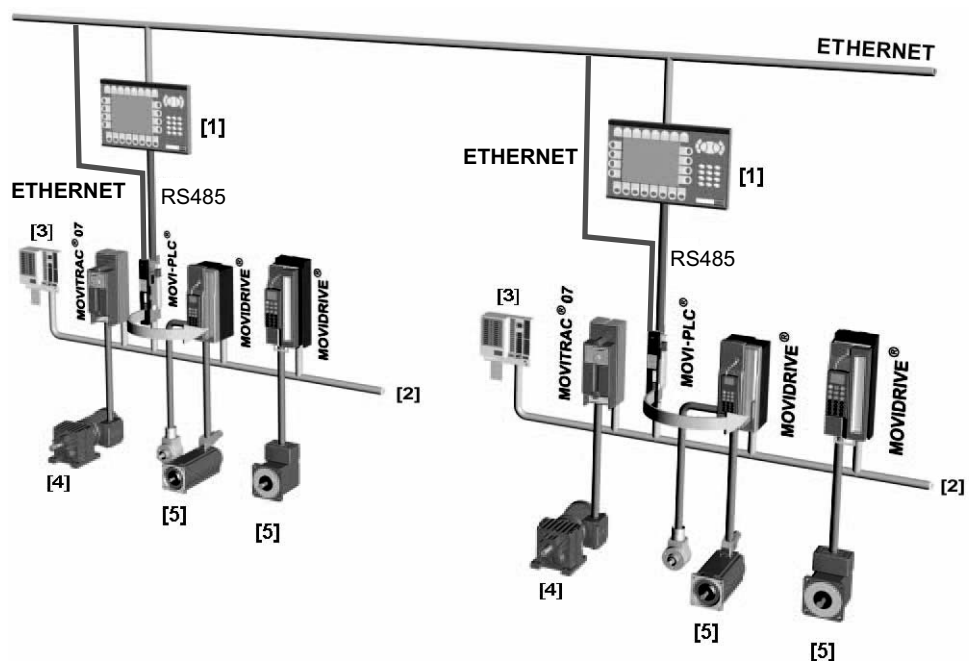 ETHERNET
[1]
ETHERNET
RS485
[3]
MOVITRAC® 07
MOVI-PLC®
MOVIDRIVE®
MOVIDRIVE®
[2]
[4]
[5]
[5]
ETHERNET
[1]
RS485
[3]
MOVITRAC® 07
MOVI-PLC®
MOVIDRIVE®
MOVIDRIVE®
[2]
[4]
[5]
[5]